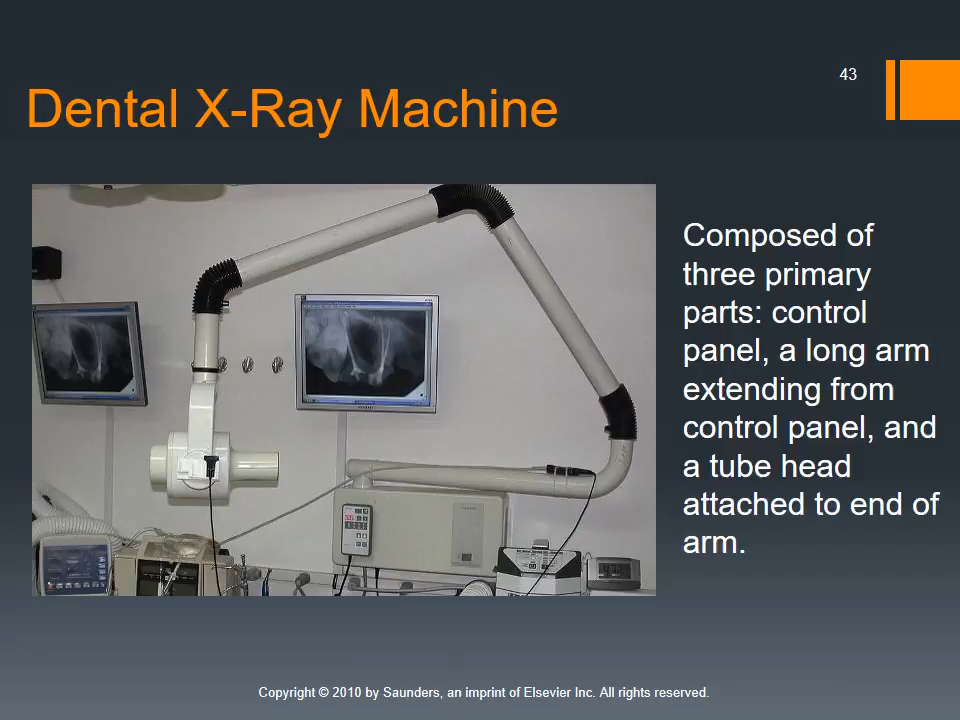 43
Dental X-Ray Machine
Composed of
three primary
parts: control
panel, a long arm
extending from
control panel, and
a tube head
attached to end of
arm.
Copyright © 2010 by Saunders, an imprint of Elsevier Inc. All rights reserved.